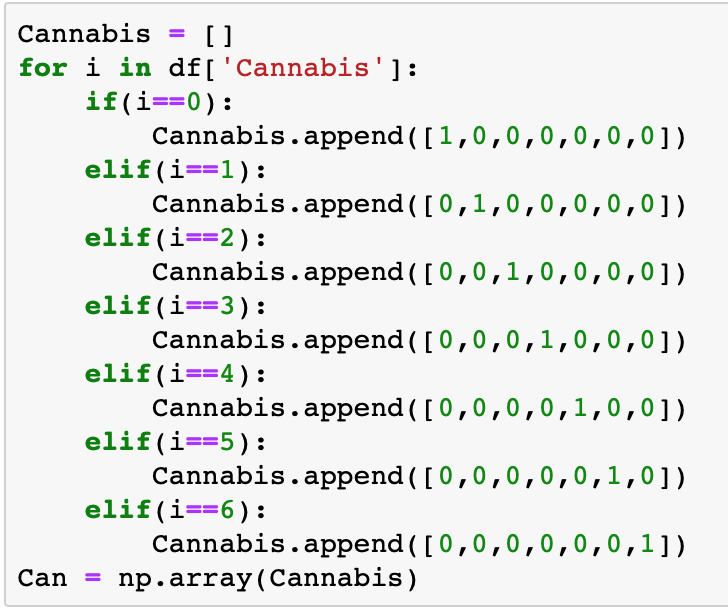 Cannabis = []
for i in df['Cannabis']:
    if(i==0):
        Cannabis.append([1,0,0,0,0,0,0])
    elif(i==1):
        Cannabis.append([0,1,0,0,0,0,0])
    elif(i==2):
        Cannabis.append([0,0,1,0,0,0,0])
    elif(i==3):
        Cannabis.append([0,0,0,1,0,0,0])
    elif(i==4):
        Cannabis.append([0,0,0,0,1,0,0])
    elif(i==5):
        Cannabis.append([0,0,0,0,0,1,0])
    elif(i==6):
        Cannabis.append([0,0,0,0,0,0,1])
Can = np.array(Cannabis)